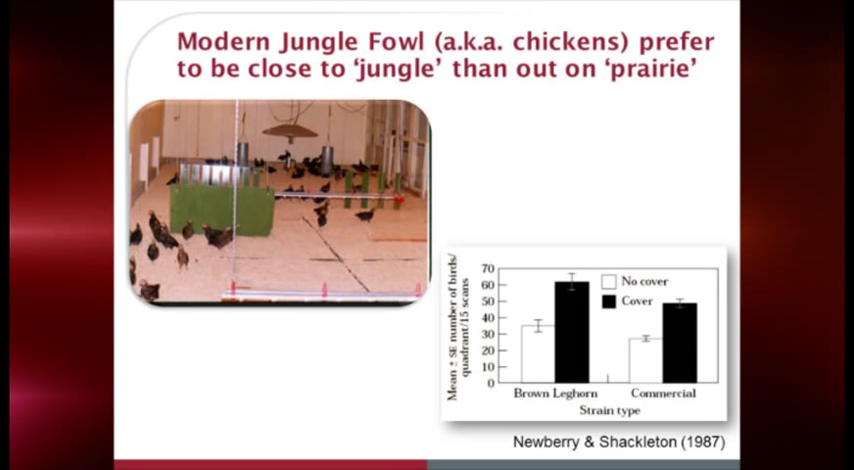 Modern Jungle Fowl (a.k.a. chickens) prefer
to be close to ‘jungle’ than out on ‘prairie’
Mean ± SE number of birds/
quadrant/15 scans
70
60
50
40
30
20
10
0
No cover
Cover
Brown Leghorn
Commercial
Strain type
Newberry & Shackleton (1987)